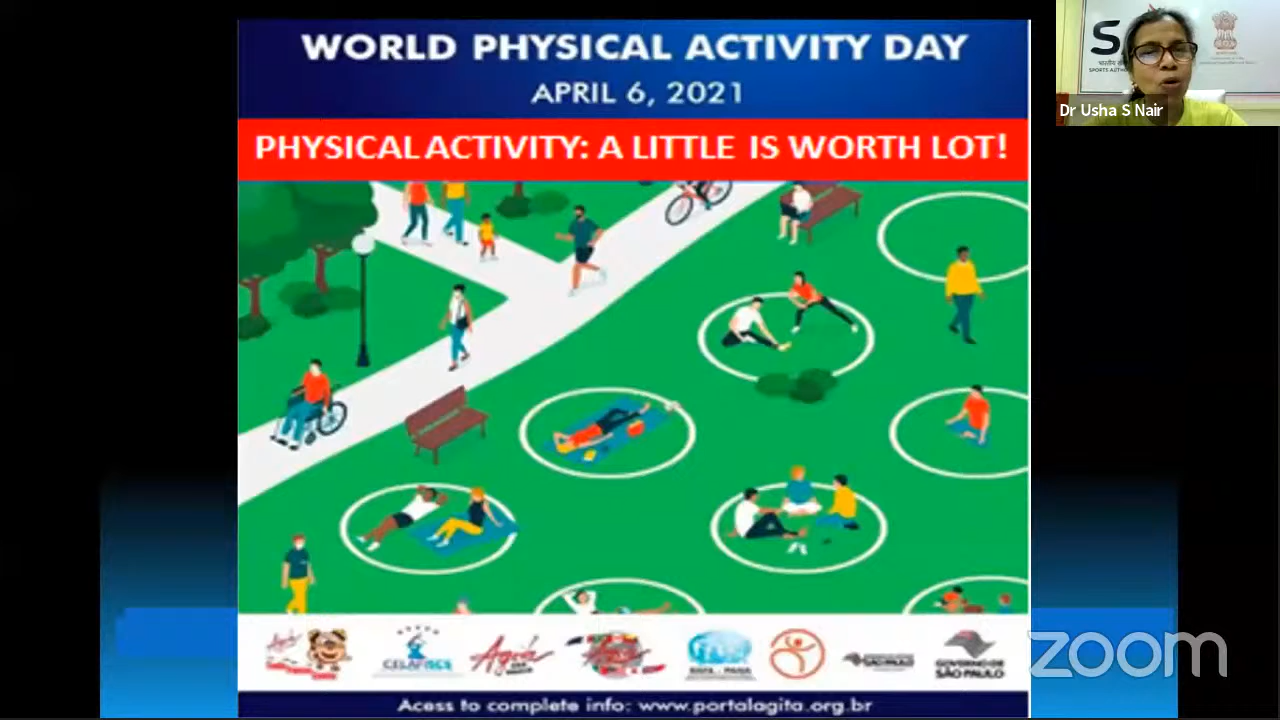 WORLD PHYSICAL ACTIVITY DAY
APRIL 6, 2021
PHYSICAL ACTIVITY: A LITTLE IS WORTH LOT!
Dr Usha S Nair
CELAFISCS
Agita
GOVERNO DE
SÃO PAULO
Acess to complete info: www.portalagita.org.br
zoom